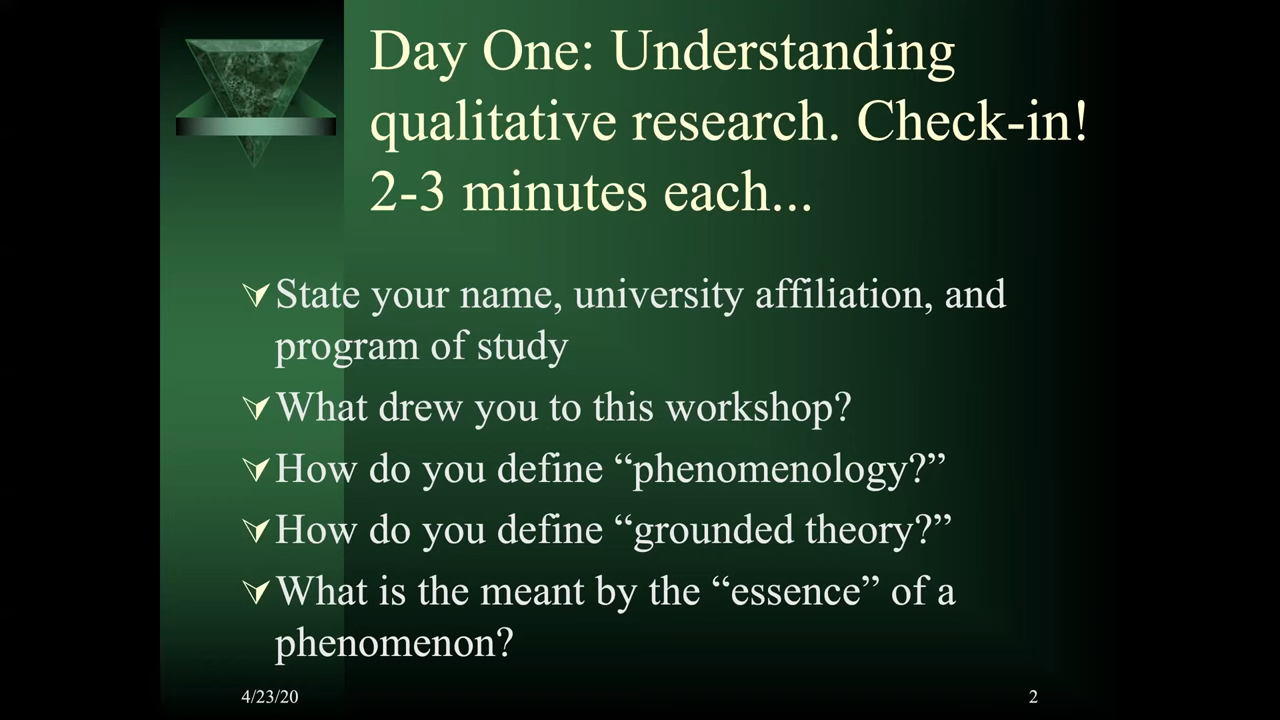 Day One: Understanding
qualitative research. Check-in!
2-3 minutes each...
State your name, university affiliation, and
program of study
What drew you to this workshop?
How do you define “phenomenology?”
How do you define “grounded theory?”
What is the meant by the “essence” of a
phenomenon?
4/23/20
2